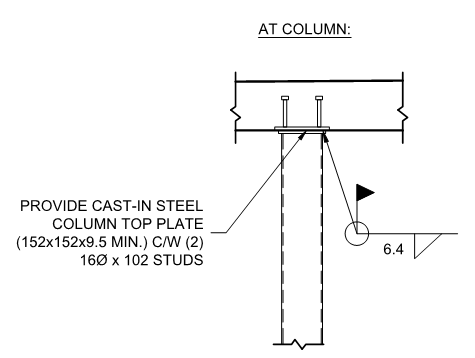 AT COLUMN:
PROVIDE CAST-IN STEEL
COLUMN TOP PLATE
(152x152x9.5 MIN.) C/W (2)
16Ø x 102 STUDS
6.4